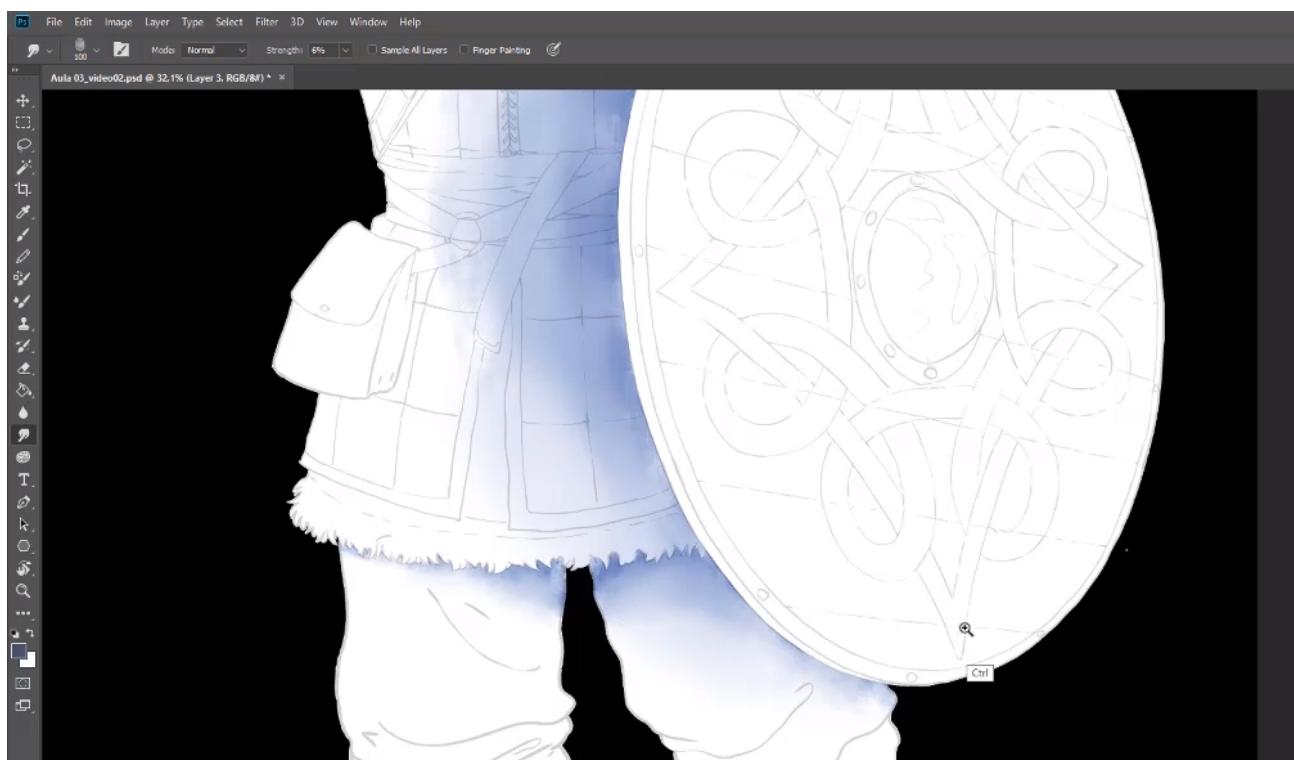 Ps File Edit Image Layer Type Select Filter 3D View Window Help
100 Mode: Normal Strength: 6% Sample All Layers Finger Painting
Aula 03_video02.psd @ 32,1% (Layer 3, RGB/8#) * ×
T
Ctrl